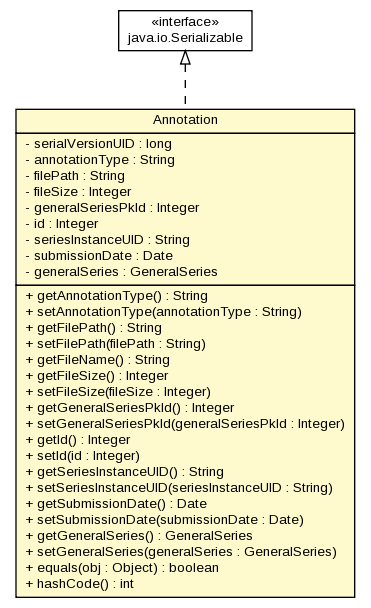 «interface»
java.io.Serializable
Annotation
- serialVersionUID : long
- annotationType : String
- filePath : String
- fileSize : Integer
- generalSeriesPkId : Integer
- id : Integer
- seriesInstanceUID : String
- submissionDate : Date
- generalSeries : GeneralSeries
+ getAnnotationType() : String
+ setAnnotationType(annotationType : String)
+ getFilePath() : String
+ setFilePath(filePath : String)
+ getFileName() : String
+ getFileSize() : Integer
+ setFileSize(fileSize : Integer)
+ getGeneralSeriesPkId() : Integer
+ setGeneralSeriesPkId(generalSeriesPkId : Integer)
+ getId() : Integer
+ setId(id : Integer)
+ getSeriesInstanceUID() : String
+ setSeriesInstanceUID(seriesInstanceUID : String)
+ getSubmissionDate() : Date
+ setSubmissionDate(submissionDate : Date)
+ getGeneralSeries() : GeneralSeries
+ setGeneralSeries(generalSeries : GeneralSeries)
+ equals(obj : Object) : boolean
+ hashCode() : int